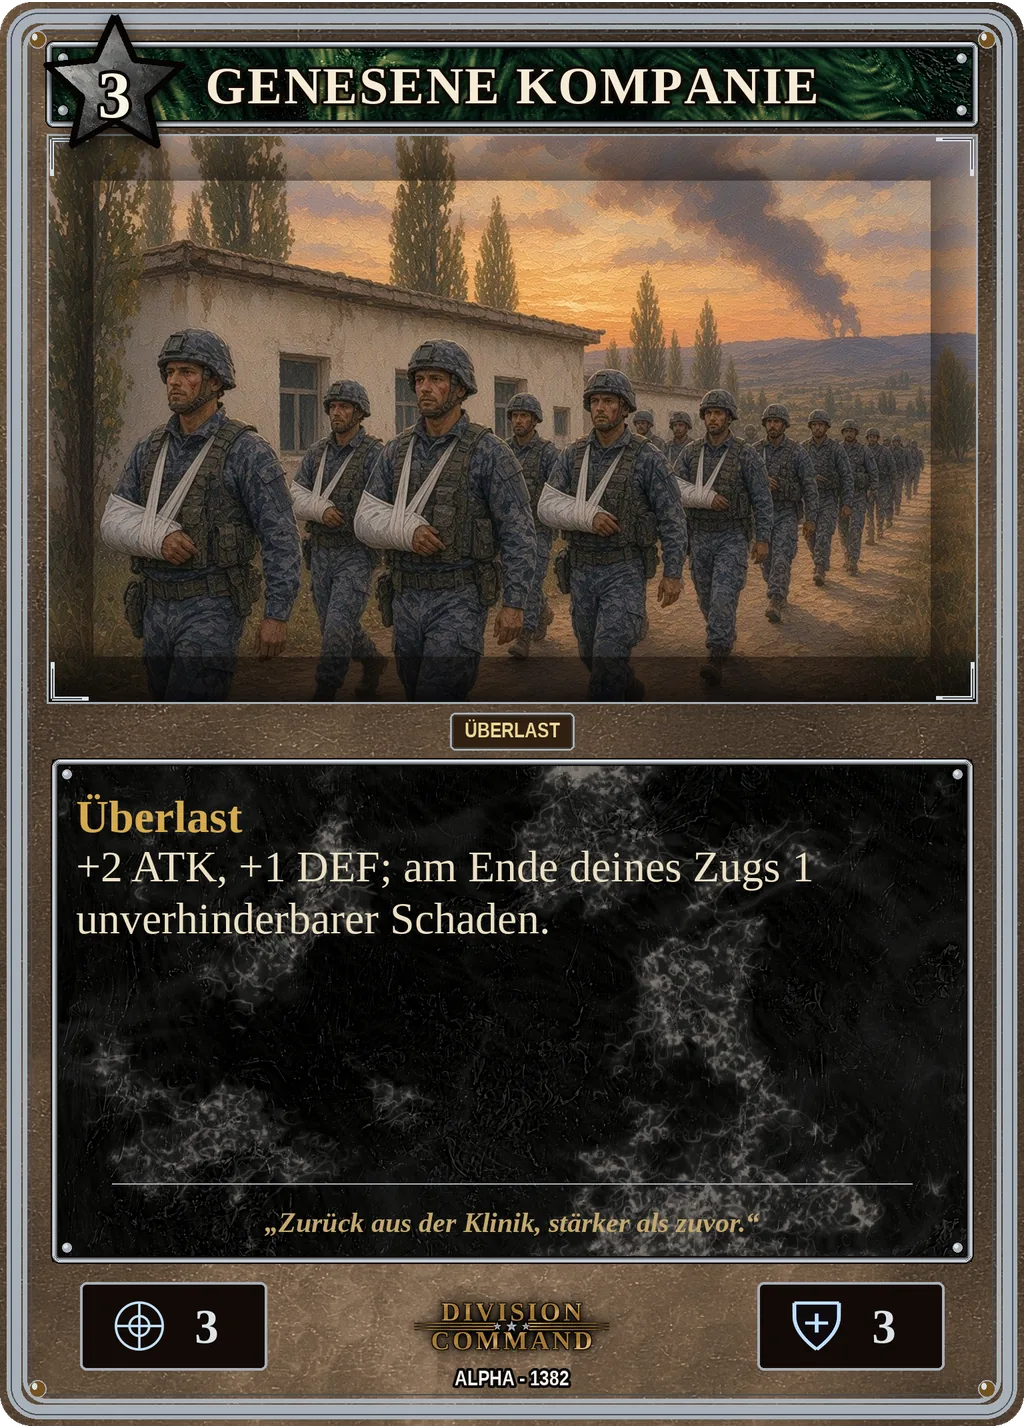 3
GENESENE KOMPANIE
ÜBERLAST
Überlast
+2 ATK, +1 DEF; am Ende deines Zugs 1
unverhinderbarer Schaden.
„Zurück aus der Klinik, stärker als zuvor.“
3
DIVISION
COMMAND
ALPHA - 1382
3